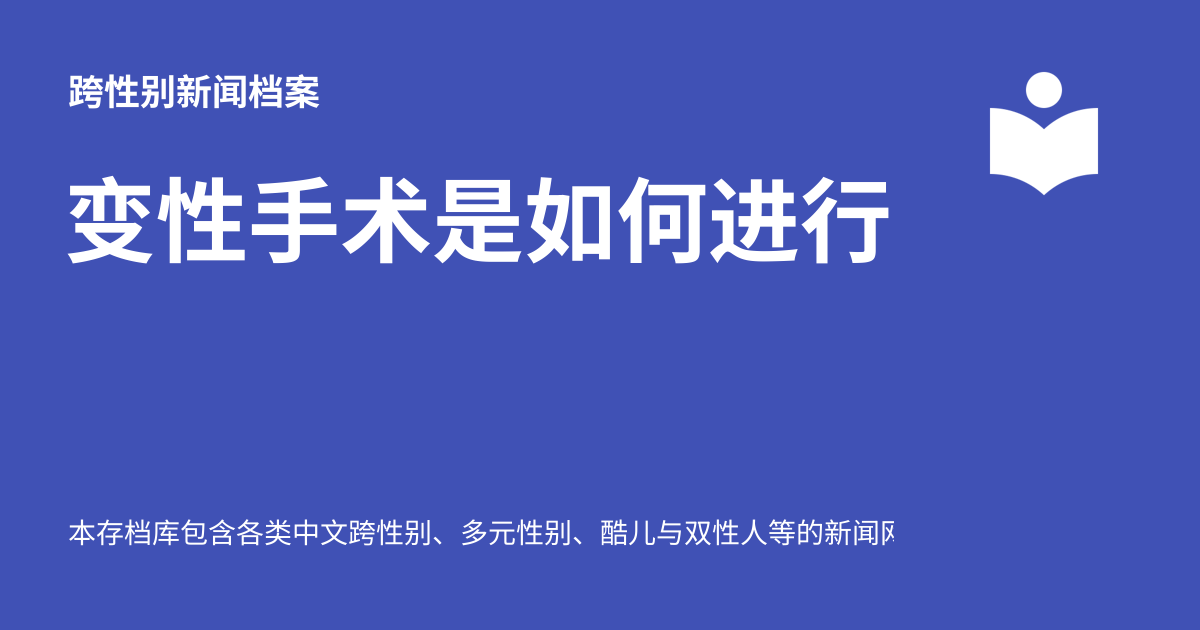 跨性别新闻档案
变性手术是如何进行
本存档库包含各类中文跨性别、多元性别、酷儿与双性人等的新闻